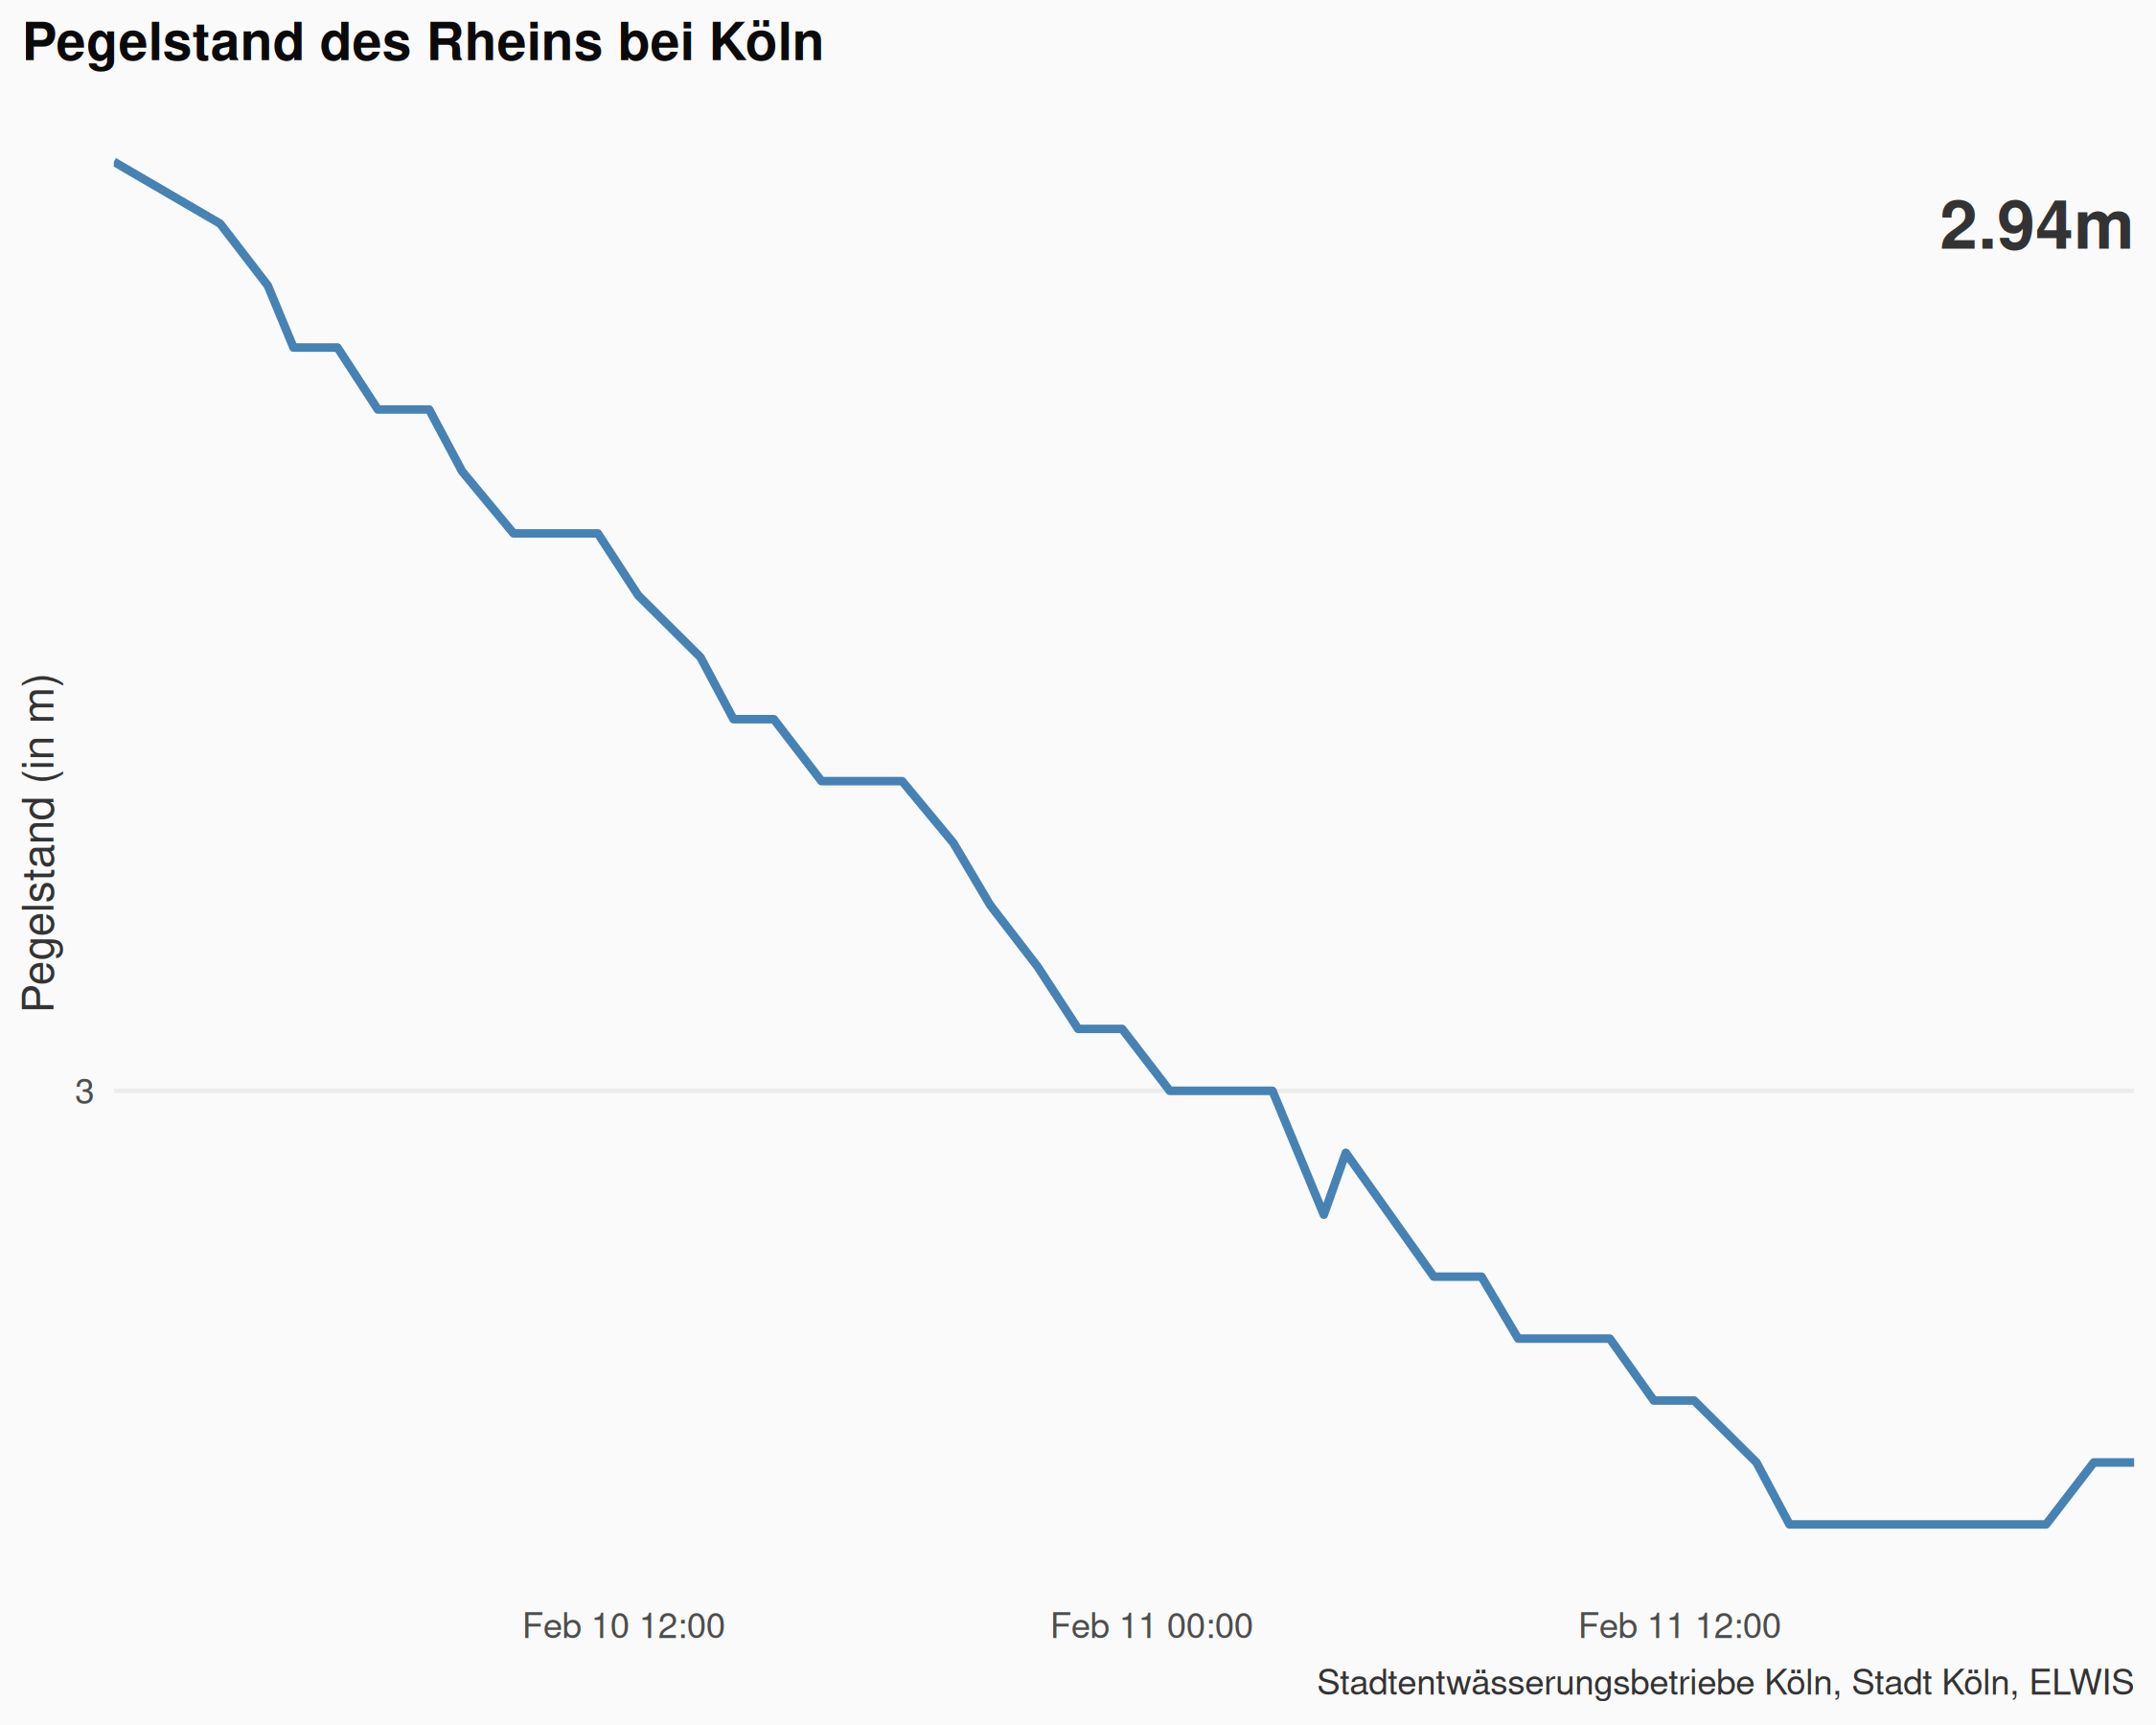 Pegelstand des Rheins bei Köln
2.94m
Pegelstand (in m)
3
Feb 10 12:00
Feb 11 00:00
Feb 11 12:00
Stadtentwässerungsbetriebe Köln, Stadt Köln, ELWIS